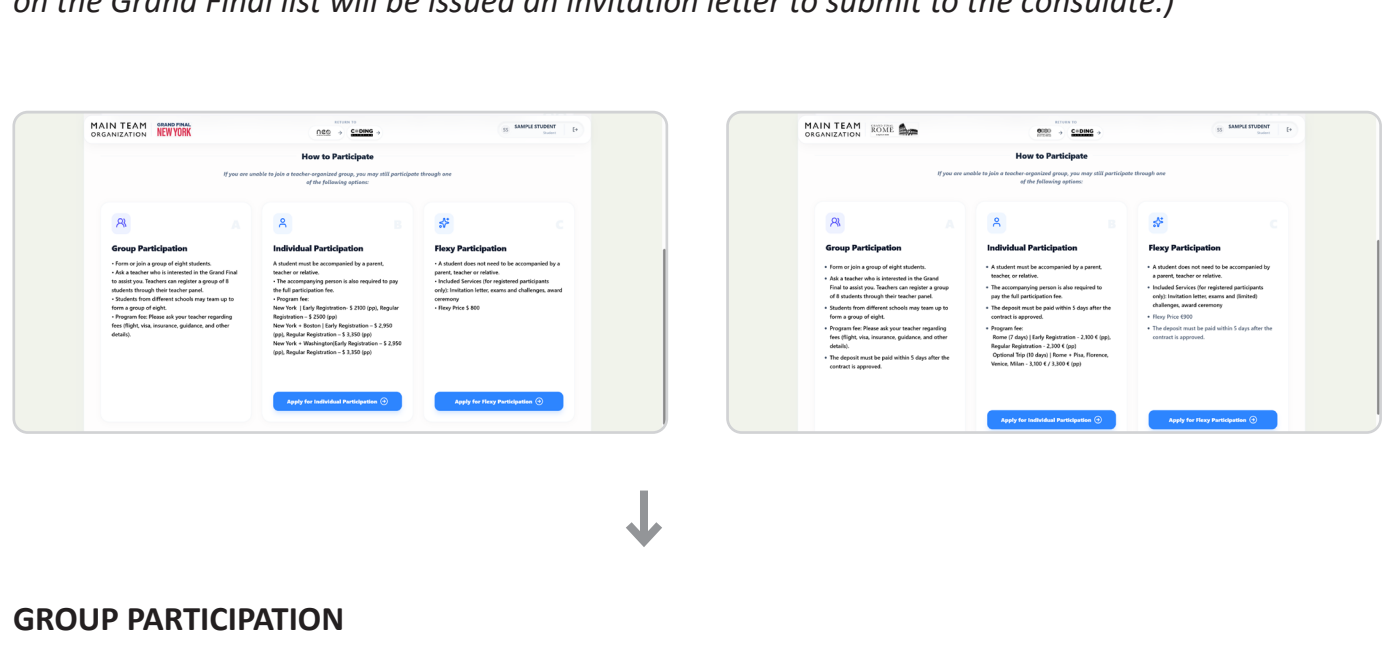 on the Grand Final list will be issued an invitation letter to submit to the consulate.)
MAIN TEAM
ORGANIZATION
GRAND FINAL
NEW YORK
RETURN TO
neo
CODING
SAMPLE STUDENT
Student
How to Participate
If you are unable to join a teacher-organized group, you may still participate through one
of the following options:
A
Group Participation
• Form or join a group of eight students.
• Ask a teacher who is interested in the Grand Final
to assist you. Teachers can register a group of 8
students through their teacher panel.
• Students from different schools may team up to
form a group of eight.
• Program fee: Please ask your teacher regarding
fees (flight, visa, insurance, guidance, and other
details).
B
Individual Participation
A student must be accompanied by a parent,
teacher or relative.
• The accompanying person is also required to pay
the full participation fee.
• Program fee:
New York | Early Registration- $ 2100 (pp), Regular
Registration – $ 2500 (pp)
New York + Boston | Early Registration – $ 2,950
(pp), Regular Registration – $ 3,350 (pp)
New York + Washington|Early Registration – $ 2,950
(pp), Regular Registration – $ 3,350 (pp)
Apply for Individual Participation
C
Flexy Participation
• A student does not need to be accompanied by a
parent, teacher or relative.
• Included Services (for registered participants
only): Invitation letter, exams and challenges, award
ceremony
• Flexy Price $ 800
Apply for Flexy Participation
MAIN TEAM
ORGANIZATION
ROME
RETURN TO
CODING
SAMPLE STUDENT
Student
How to Participate
If you are unable to join a teacher-organized group, you may still participate through one
of the following options:
A
Group Participation
• Form or join a group of eight students.
• Ask a teacher who is interested in the Grand
Final to assist you. Teachers can register a group
of 8 students through their teacher panel.
• Students from different schools may team up to
form a group of eight.
• Program fee: Please ask your teacher regarding
fees (flight, visa, insurance, guidance, and other
details).
• The deposit must be paid within 5 days after the
contract is approved.
B
Individual Participation
• A student must be accompanied by a parent,
teacher, or relative.
• The accompanying person is also required to
pay the full participation fee.
• The deposit must be paid within 5 days after the
contract is approved.
• Program fee:
Rome (7 days) | Early Registration - 2,100 € (pp),
Regular Registration - 2,300 € (pp)
Optional Trip (10 days) | Rome + Pisa, Florence,
Venice, Milan - 3,100 € / 3,300 € (pp)
Apply for Individual Participation
C
Flexy Participation
• A student does not need to be accompanied by
a parent, teacher or relative.
• Included Services (for registered participants
only): Invitation letter, exams and (limited)
challenges, award ceremony
• Flexy Price €900
• The deposit must be paid within 5 days after the
contract is approved.
Apply for Flexy Participation
GROUP PARTICIPATION